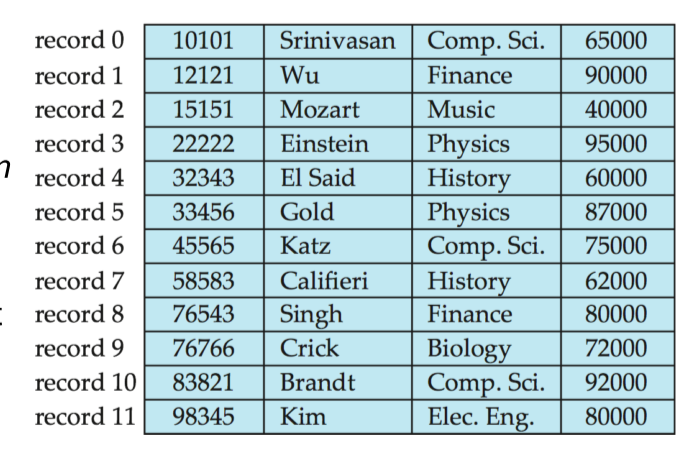 record 0 10101 Srinivasan Comp. Sci. 65000
record 1 12121 Wu Finance 90000
record 2 15151 Mozart Music 40000
record 3 22222 Einstein Physics 95000
n
record 4 32343 El Said History 60000
record 5 33456 Gold Physics 87000
record 6 45565 Katz Comp. Sci. 75000
record 7 58583 Califieri History 62000
record 8 76543 Singh Finance 80000
record 9 76766 Crick Biology 72000
record 10 83821 Brandt Comp. Sci. 92000
record 11 98345 Kim Elec. Eng. 80000